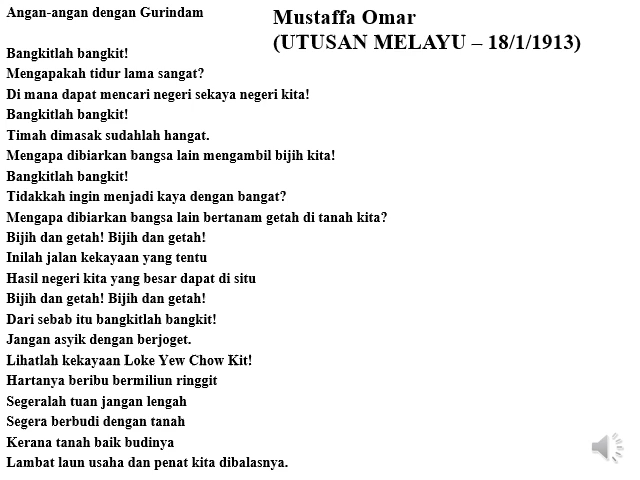 Angan-angan dengan Gurindam
Mustaffa Omar
(UTUSAN MELAYU – 18/1/1913)
Bangkitlah bangkit!
Mengapakah tidur lama sangat?
Di mana dapat mencari negeri sekaya negeri kita!
Bangkitlah bangkit!
Timah dimasak sudahlah hangat.
Mengapa dibiarkan bangsa lain mengambil bijih kita!
Bangkitlah bangkit!
Tidakkah ingin menjadi kaya dengan bangat?
Mengapa dibiarkan bangsa lain bertanam getah di tanah kita?
Bijih dan getah! Bijih dan getah!
Inilah jalan kekayaan yang tentu
Hasil negeri kita yang besar dapat di situ
Bijih dan getah! Bijih dan getah!
Dari sebab itu bangkitlah bangkit!
Jangan asyik dengan berjoget.
Lihatlah kekayaan Loke Yew Chow Kit!
Hartanya beribu bermiliun ringgit
Segeralah tuan jangan lengah
Segera berbudi dengan tanah
Kerana tanah baik budinya
Lambat laun usaha dan penat kita dibalasnya.